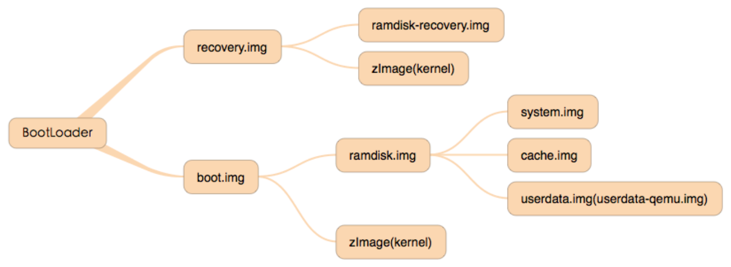 BootLoader
recovery.img
ramdisk-recovery.img
zImage(kernel)
boot.img
ramdisk.img
system.img
cache.img
userdata.img(userdata-qemu.img)
zImage(kernel)